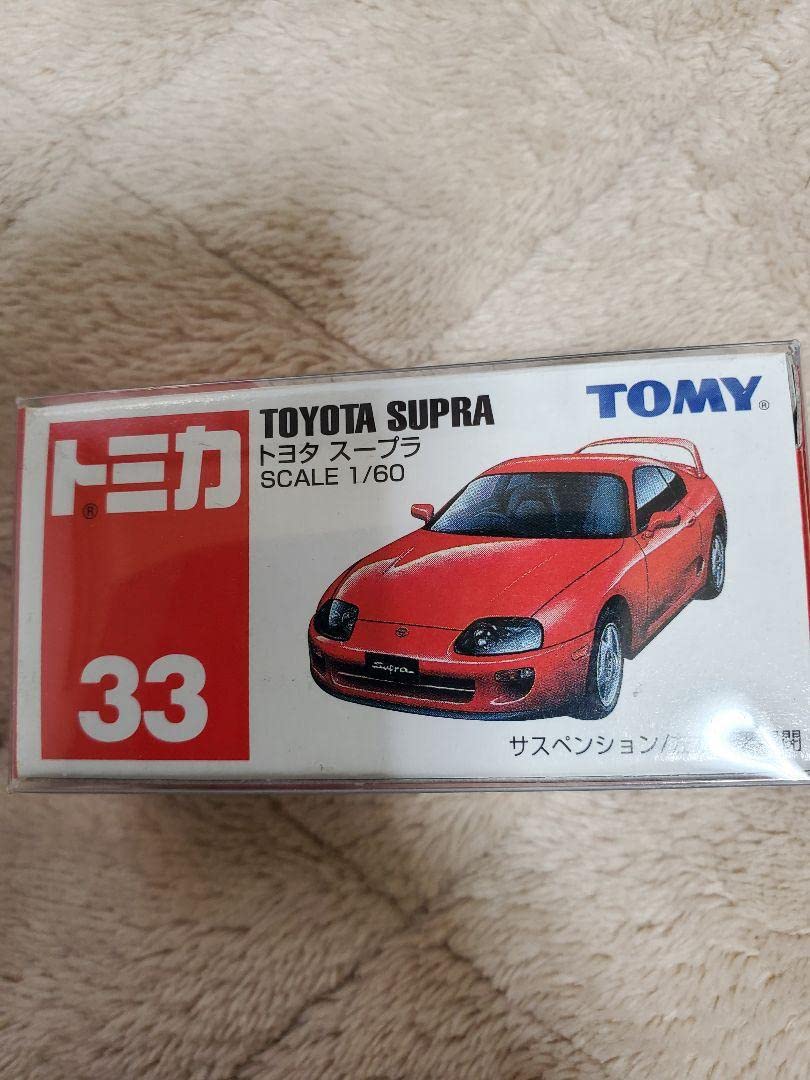 トミカ®
33
TOYOTA SUPRA
トヨタ スープラ
SCALE 1/60
TOMY®
Supra
サスペンション/
開